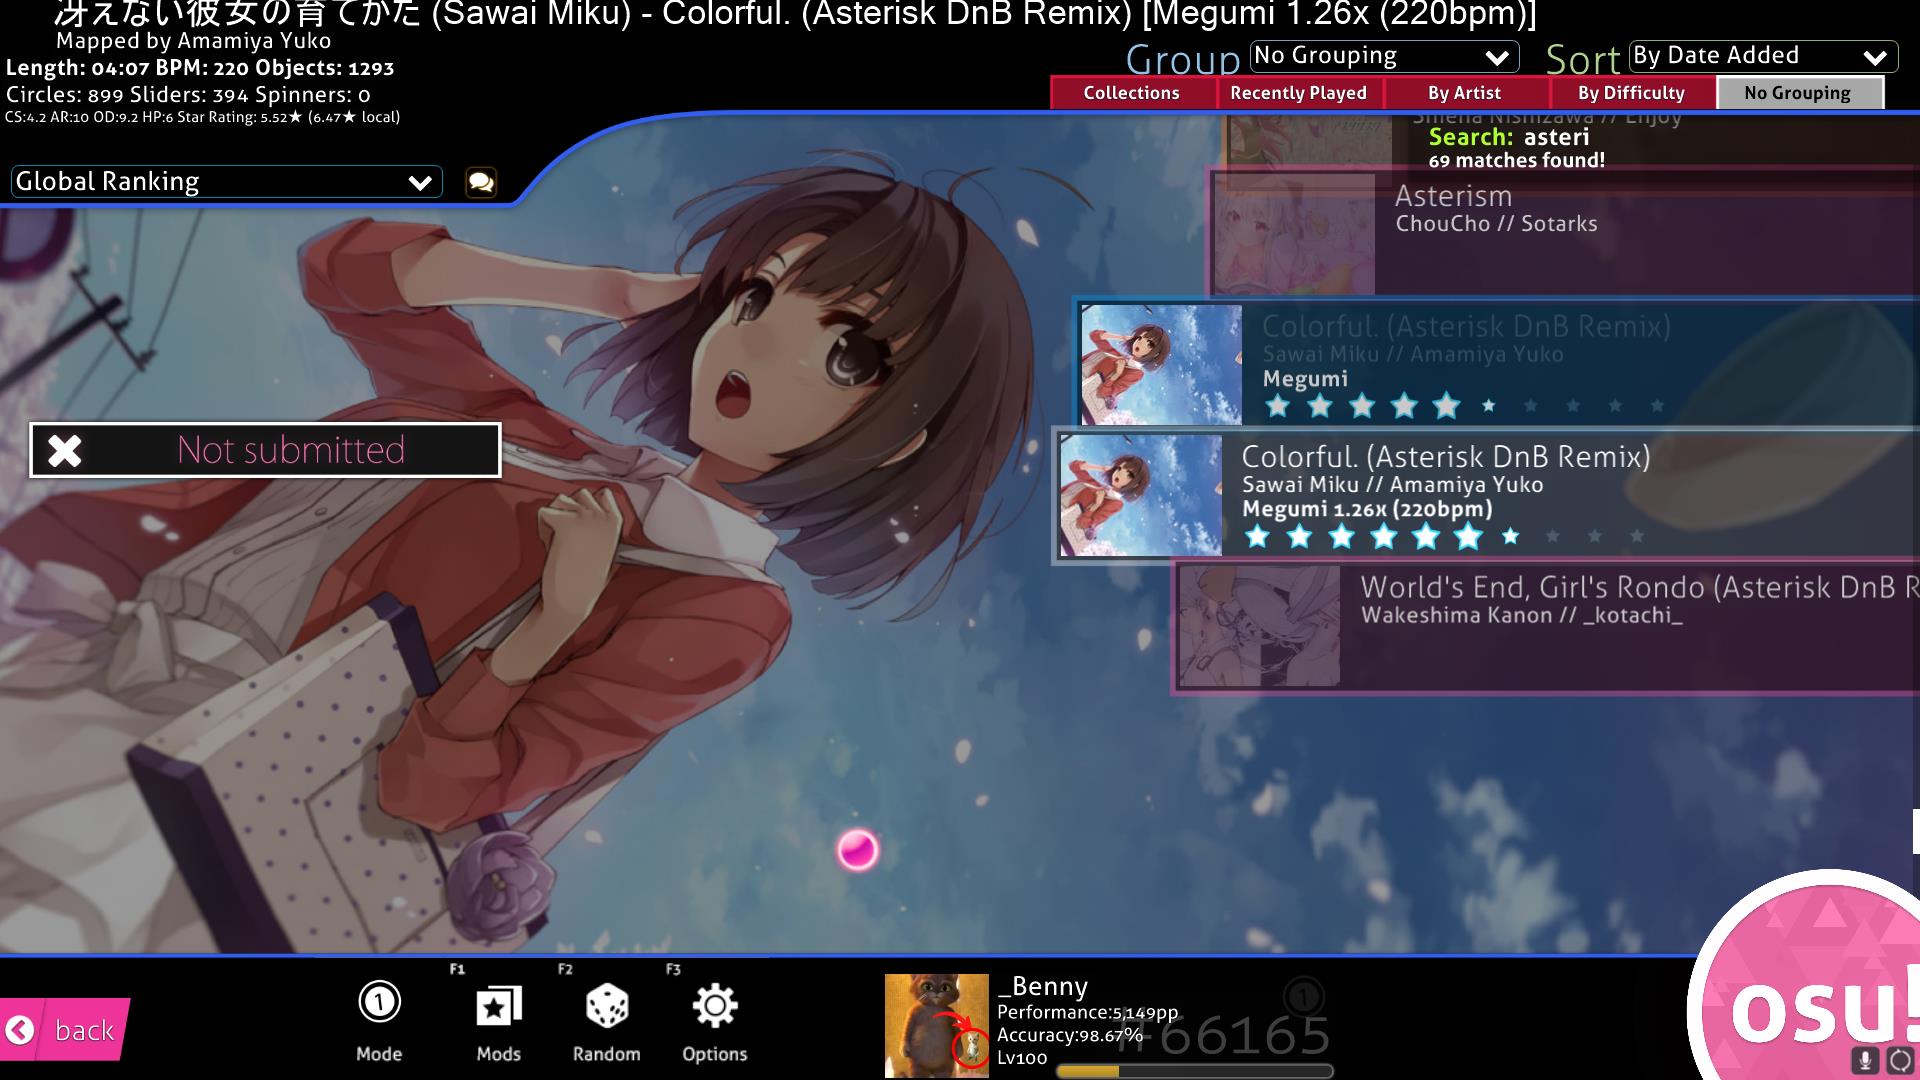 冴えない彼女の育てかた (Sawai Miku) - Colorful. (Asterisk DnB Remix) [Megumi 1.26x (220bpm)]
Mapped by Amamiya Yuko
Length: 04:07 BPM: 220 Objects: 1293
Circles: 899 Sliders: 394 Spinners: 0
CS:4.2 AR:10 OD:9.2 HP:6 Star Rating: 5.52★ (6.47★ local)
Group No Grouping Sort By Date Added
Collections Recently Played By Artist By Difficulty No Grouping
Global Ranking
Shiena Nishizawa // Enjoy
Search: asteri
69 matches found!
Asterism
ChouCho // Sotarks
Colorful. (Asterisk DnB Remix)
Sawai Miku // Amamiya Yuko
Megumi
Not submitted
Colorful. (Asterisk DnB Remix)
Sawai Miku // Amamiya Yuko
Megumi 1.26x (220bpm)
World's End, Girl's Rondo (Asterisk DnB R
Wakeshima Kanon // _kotachi_
back
Mode
F1
Mods
F2
Random
F3
Options
_Benny
Performance:5,149pp
Accuracy:98.67%
Lv100
#66165
osu!